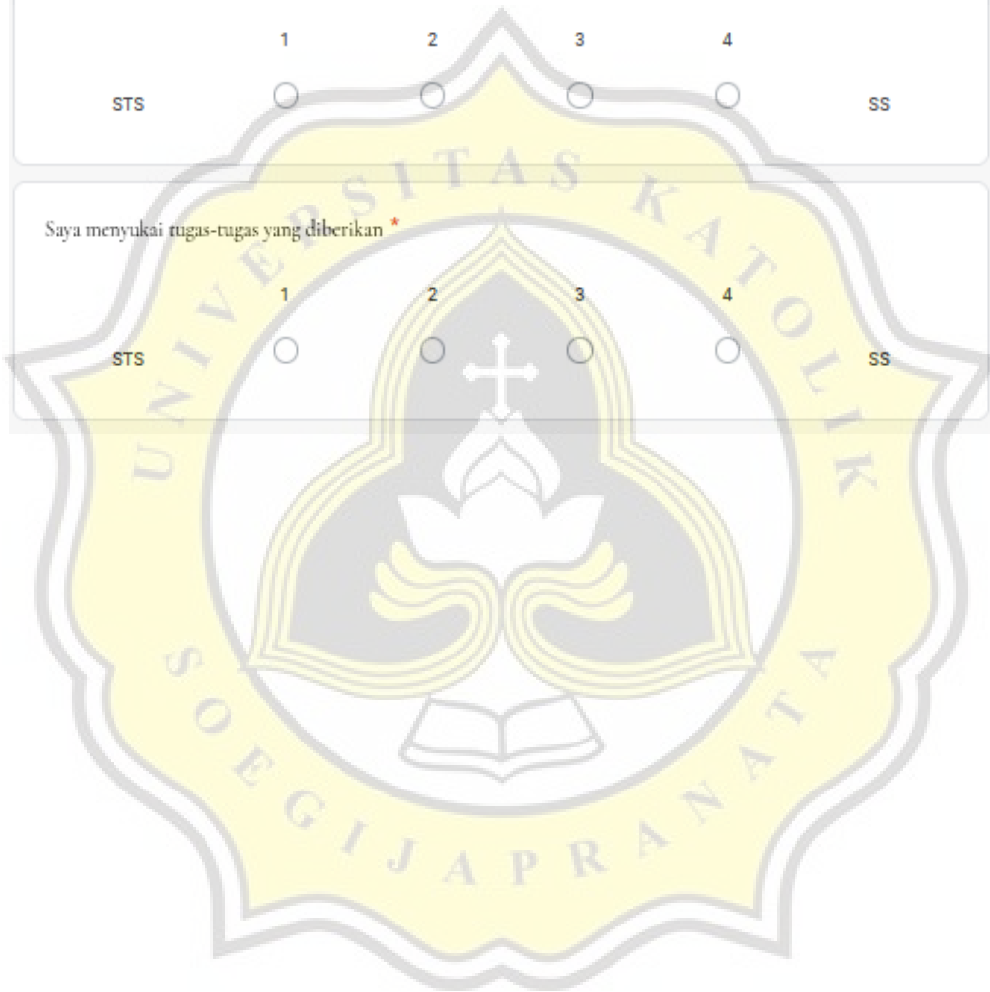 1 2 3 4
STS SS
Saya menyukai tugas-tugas yang diberikan *
1 2 3 4
STS SS
UNIVERSITAS KATOLIK
SOEGIJAPRANATA